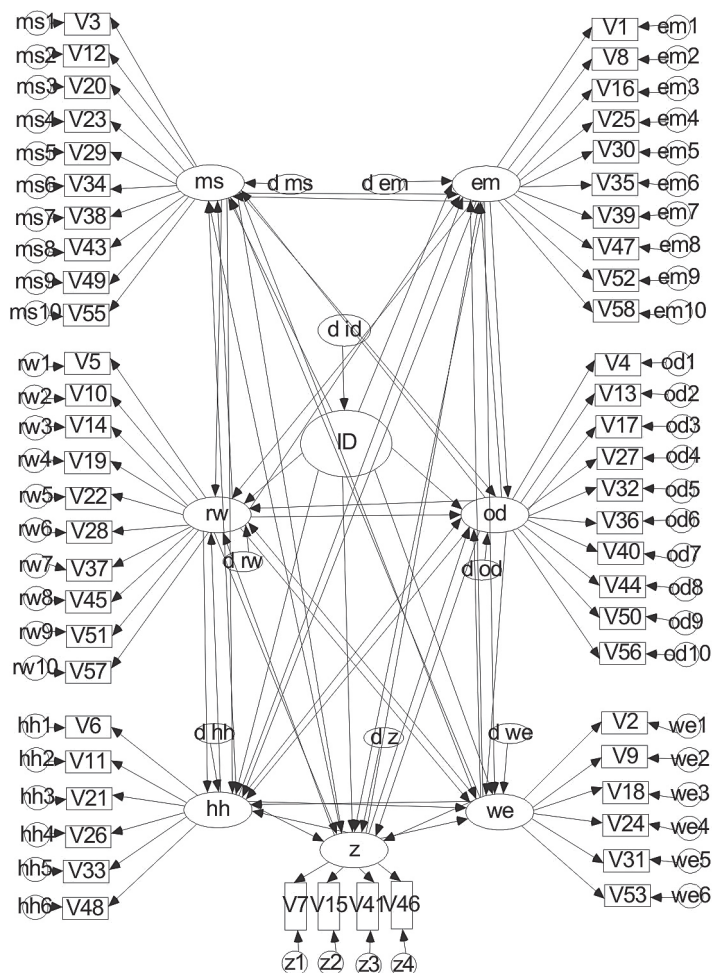 ms1 V3
ms2 V12
ms3 V20
ms4 V23
ms5 V29
ms6 V34
ms7 V38
ms8 V43
ms9 V49
ms10 V55
V1 em1
V8 em2
V16 em3
V25 em4
V30 em5
V35 em6
V39 em7
V47 em8
V52 em9
V58 em10
ms d ms d em em
d id
ID
rw1 V5
rw2 V10
rw3 V14
rw4 V19
rw5 V22
rw6 V28
rw7 V37
rw8 V45
rw9 V51
rw10 V57
V4 od1
V13 od2
V17 od3
V27 od4
V32 od5
V36 od6
V40 od7
V44 od8
V50 od9
V56 od10
rw od
d rw d od
hh1 V6
hh2 V11
hh3 V21
hh4 V26
hh5 V33
hh6 V48
d hh d z d we
V2 we1
V9 we2
V18 we3
V24 we4
V31 we5
V53 we6
hh z we
V7 V15 V41 V46
z1 z2 z3 z4